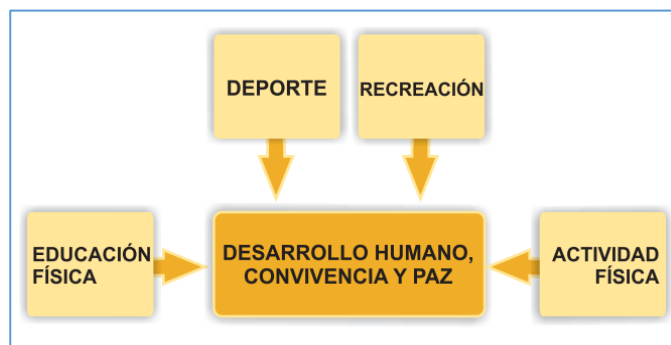 DEPORTE
RECREACIÓN
EDUCACIÓN
FÍSICA
DESARROLLO HUMANO,
CONVIVENCIA Y PAZ
ACTIVIDAD
FÍSICA